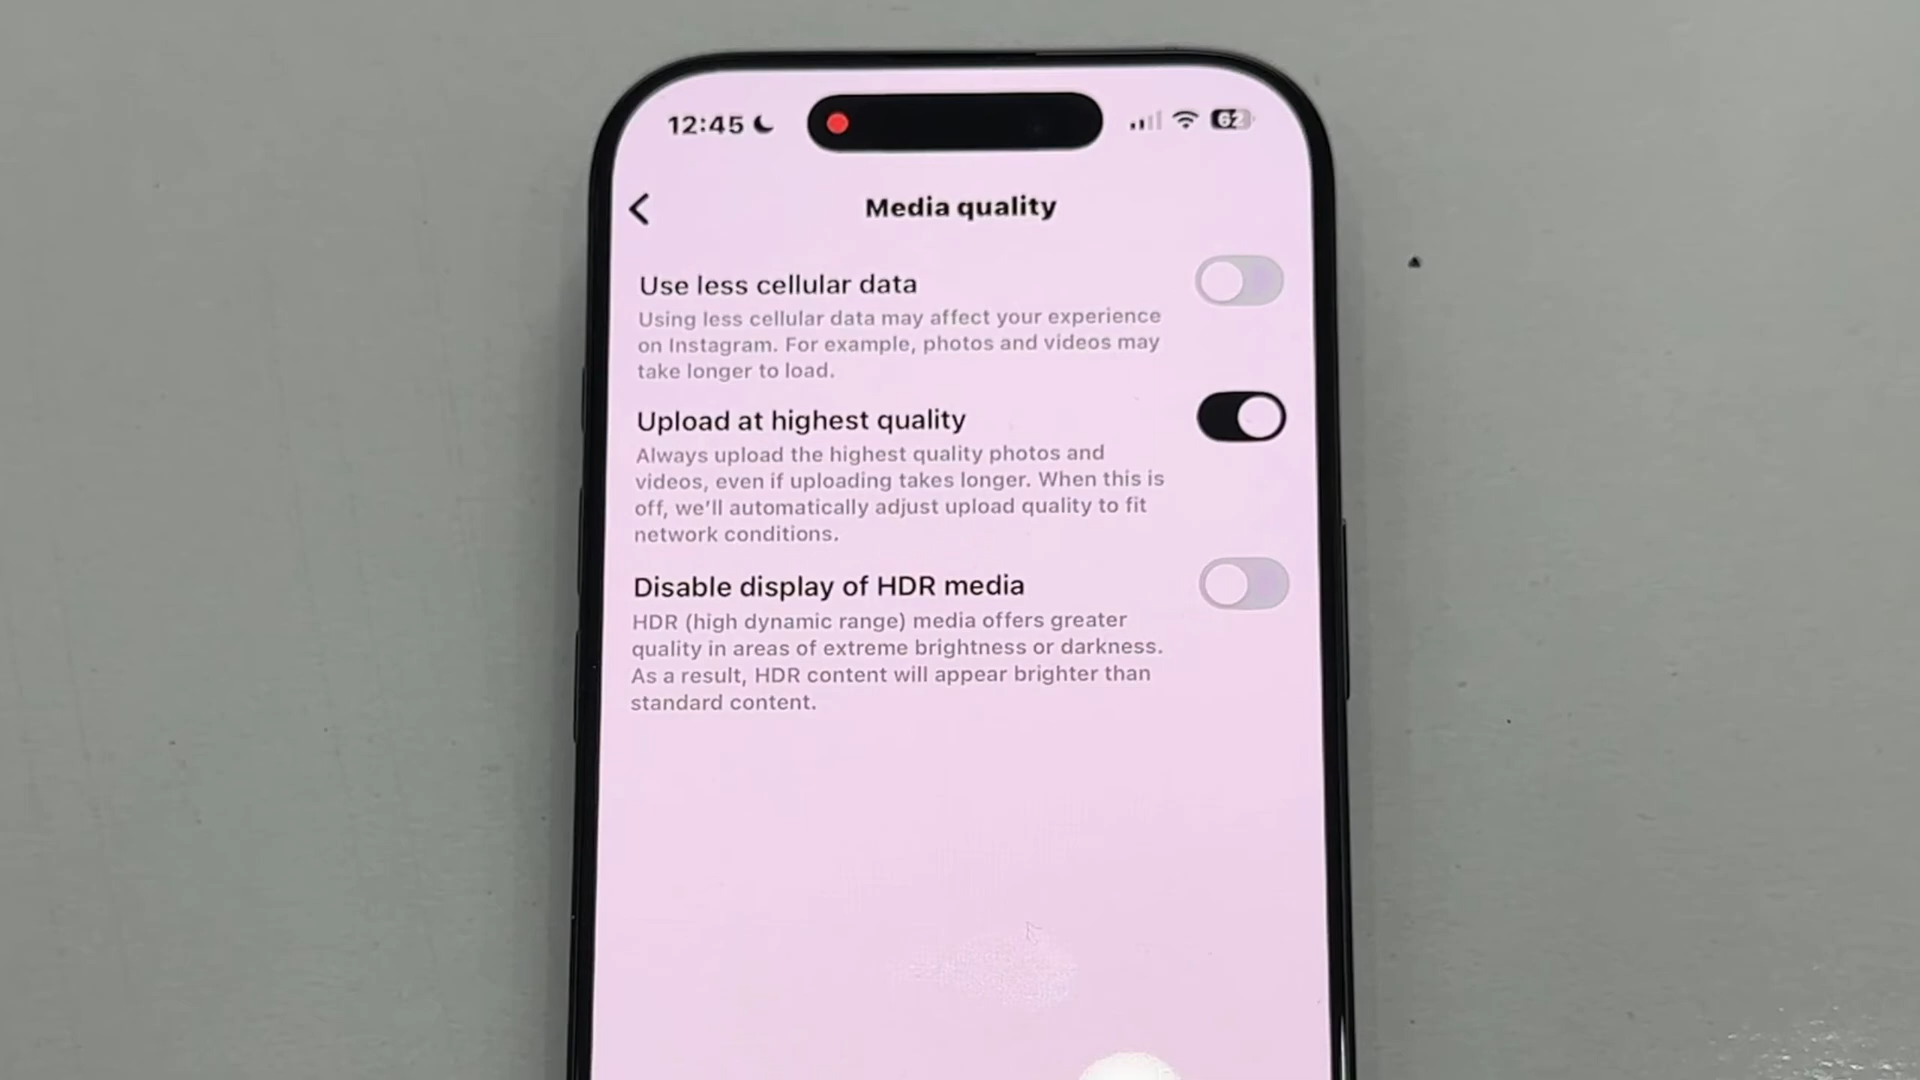 12:45
62
Media quality
Use less cellular data
Using less cellular data may affect your experience
on Instagram. For example, photos and videos may
take longer to load.
Upload at highest quality
Always upload the highest quality photos and
videos, even if uploading takes longer. When this is
off, we'll automatically adjust upload quality to fit
network conditions.
Disable display of HDR media
HDR (high dynamic range) media offers greater
quality in areas of extreme brightness or darkness.
As a result, HDR content will appear brighter than
standard content.